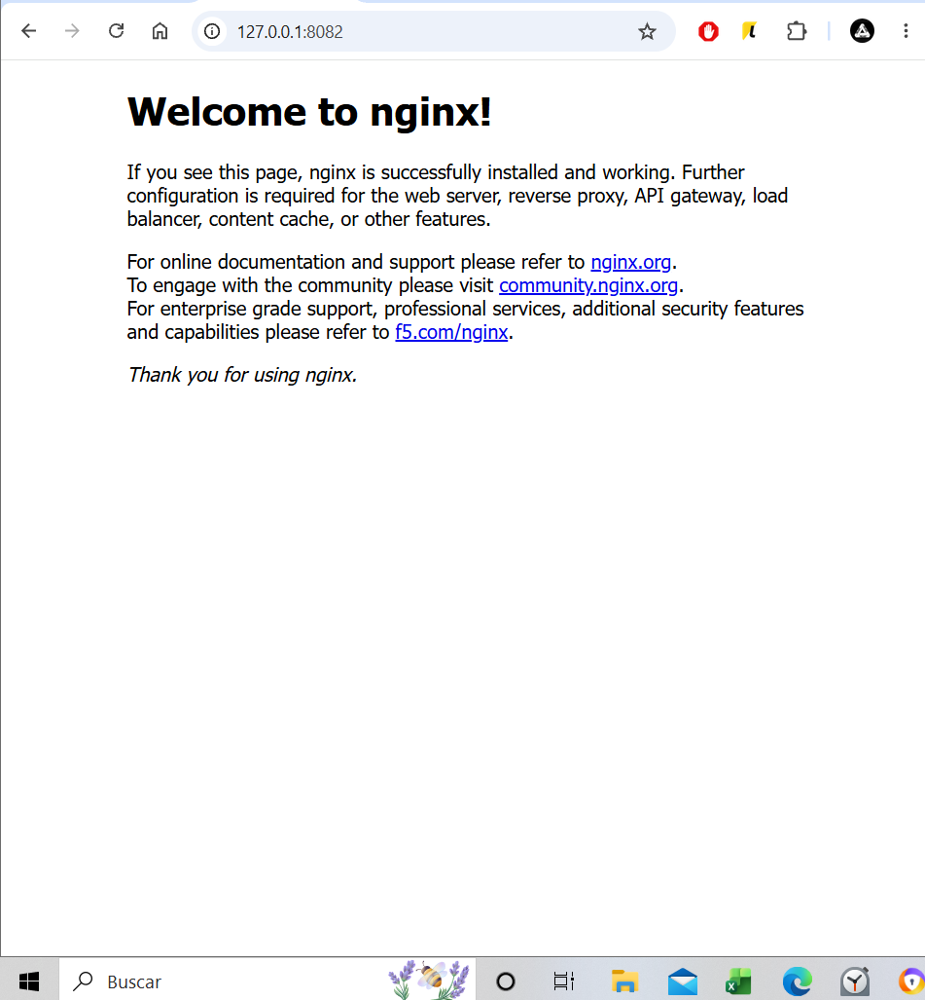 127.0.0.1:8082
Welcome to nginx!
If you see this page, nginx is successfully installed and working. Further
configuration is required for the web server, reverse proxy, API gateway, load
balancer, content cache, or other features.
For online documentation and support please refer to nginx.org.
To engage with the community please visit community.nginx.org.
For enterprise grade support, professional services, additional security features
and capabilities please refer to f5.com/nginx.
Thank you for using nginx.
Buscar